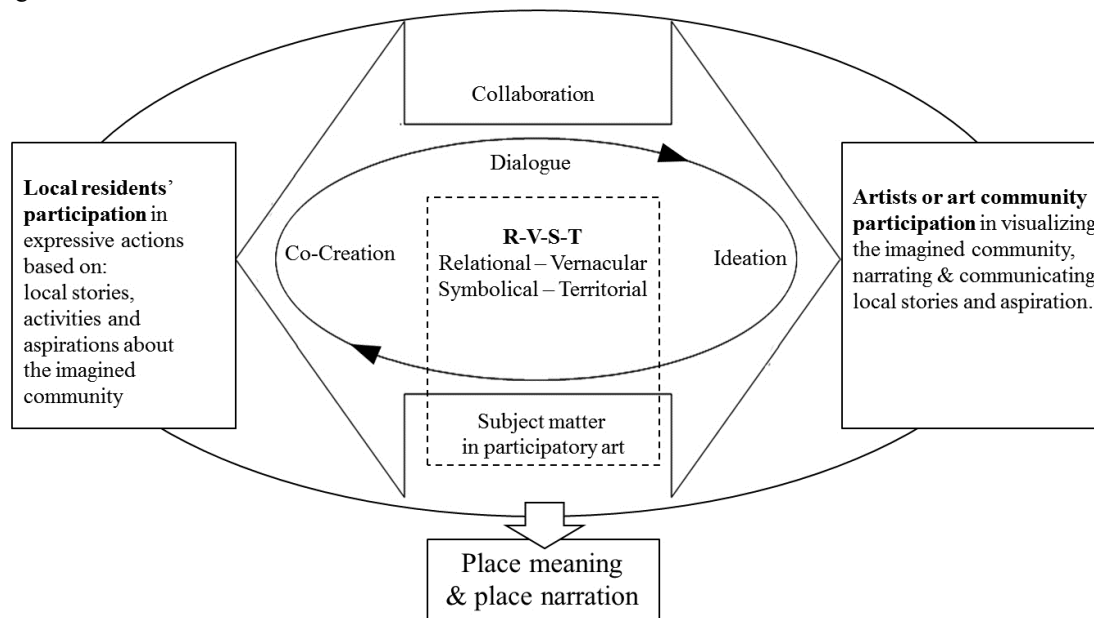 Collaboration
Dialogue
Local residents’
participation in
expressive actions
based on:
local stories,
activities and
aspirations about
the imagined
community
Co-Creation
R-V-S-T
Relational – Vernacular
Symbolical – Territorial
Ideation
Artists or art community
participation in visualizing
the imagined community,
narrating & communicating
local stories and aspiration.
Subject matter
in participatory art
Place meaning
& place narration